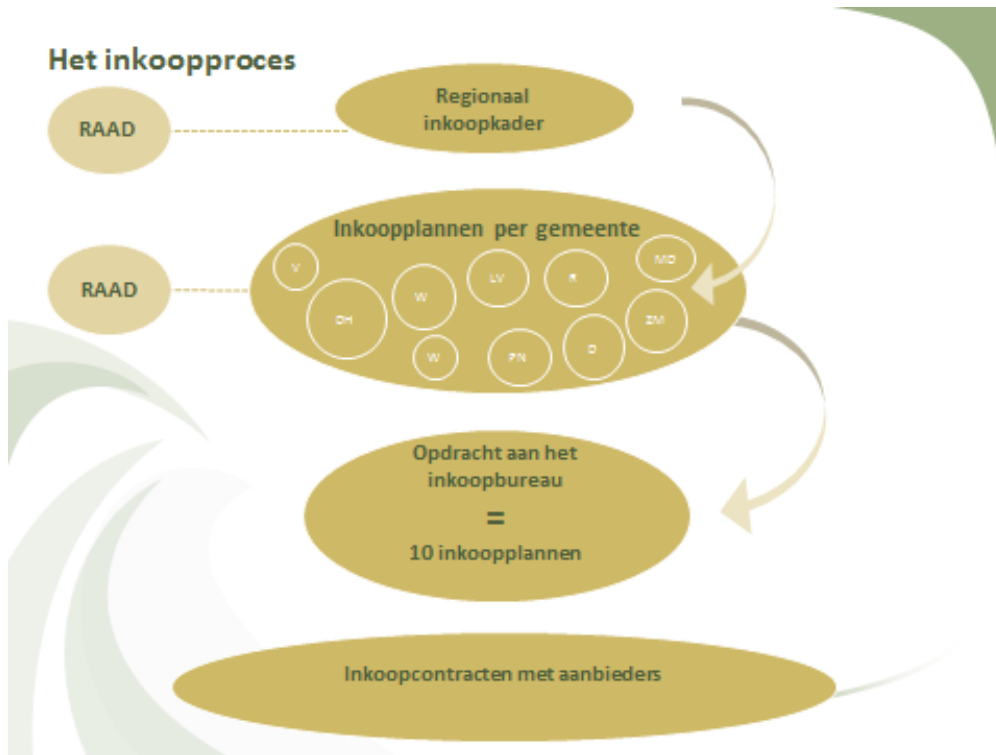 Het inkoopproces
Regionaal
inkoopkader
RAAD
Inkoopplannen per gemeente
V
W
LV
R
MD
RAAD
DH
W
PN
D
ZM
Opdracht aan het
inkoopbureau
=
10 inkoopplannen
Inkoopcontracten met aanbieders